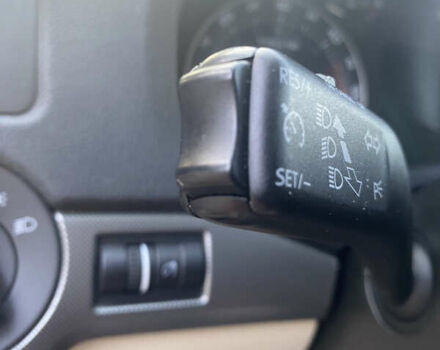 RES/+
SET/-